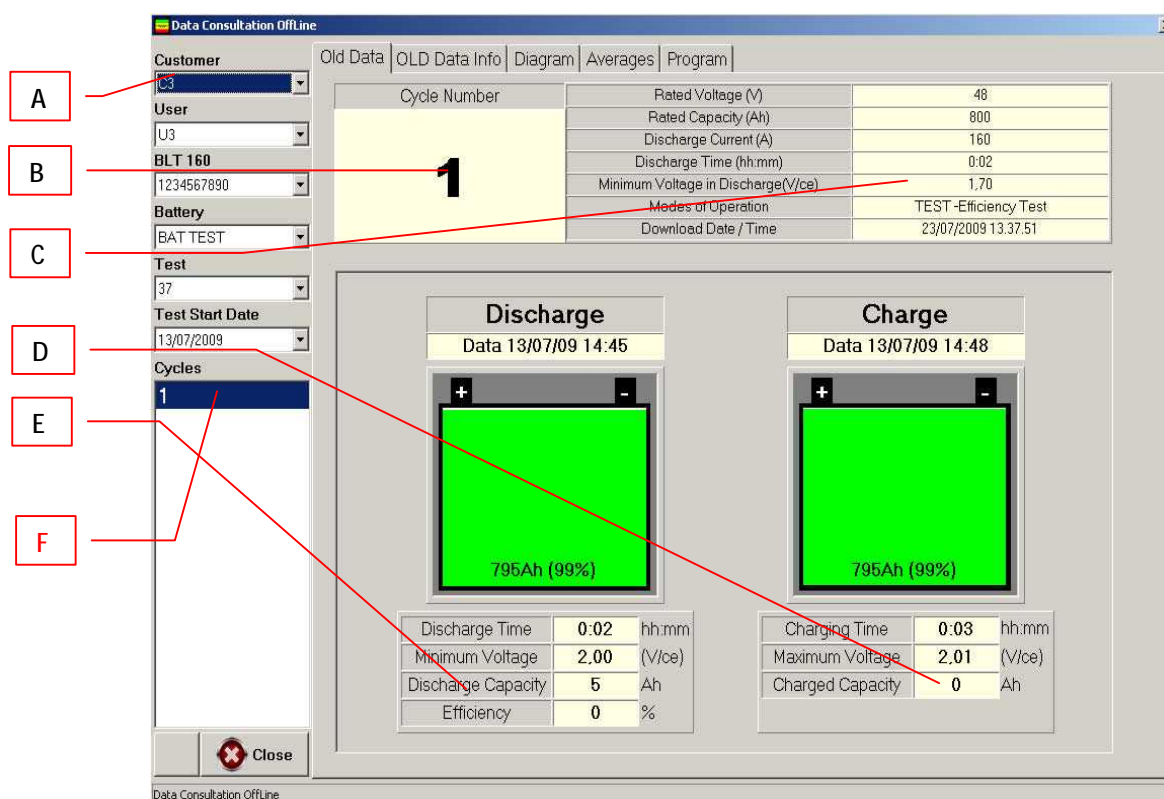 Data Consultation OffLine
Customer
C3
User
U3
BLT 160
1234567890
Battery
BAT TEST
Test
37
Test Start Date
13/07/2009
Cycles
1
Close
Data Consultation OffLine
Old Data OLD Data Info Diagram Averages Program
Cycle Number
1
Rated Voltage (V) 48
Rated Capacity (Ah) 800
Discharge Current (A) 160
Discharge Time (hh:mm) 0:02
Minimum Voltage in Discharge(V/ce) 1,70
Modes of Operation TEST -Efficiency Test
Download Date / Time 23/07/2009 13.37.51
Discharge
Data 13/07/09 14:45
+ -
795Ah (99%)
Discharge Time 0:02 hh:mm
Minimum Voltage 2,00 (V/ce)
Discharge Capacity 5 Ah
Efficiency 0 %
Charge
Data 13/07/09 14:48
+ -
795Ah (99%)
Charging Time 0:03 hh:mm
Maximum Voltage 2,01 (V/ce)
Charged Capacity 0 Ah
A
B
C
D
E
F